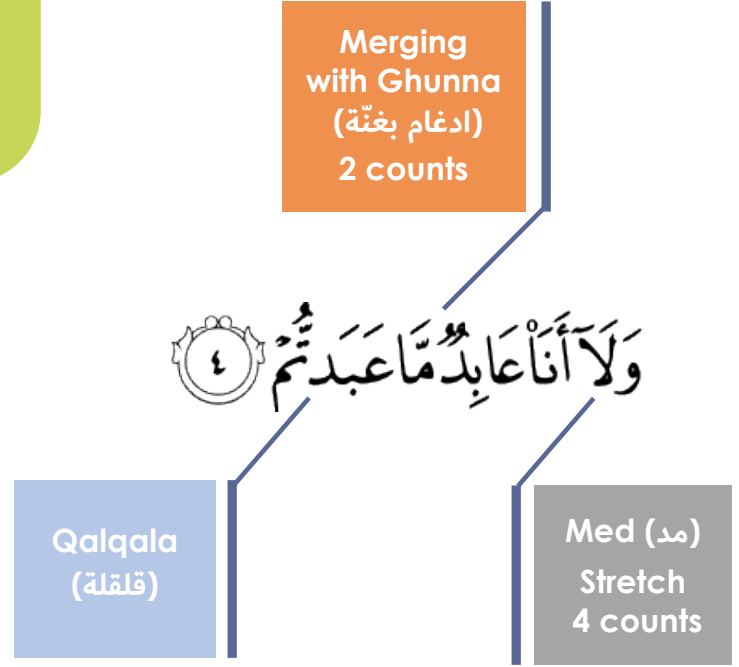 Merging
with Ghunna
(ادغام بغنّة)
2 counts
وَلَآ أَنَا۠ عَابِدٌ مَّا عَبَدتُّمْ ٤
Qalqala
(قلقلة)
Med (مد)
Stretch
4 counts